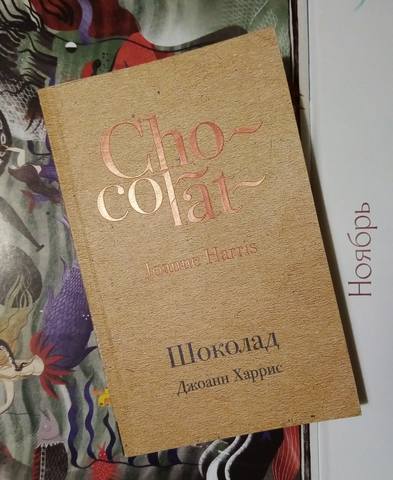 Cho~
colat~
Joanne Harris
Шоколад
Джоанн Харрис
Ноябрь